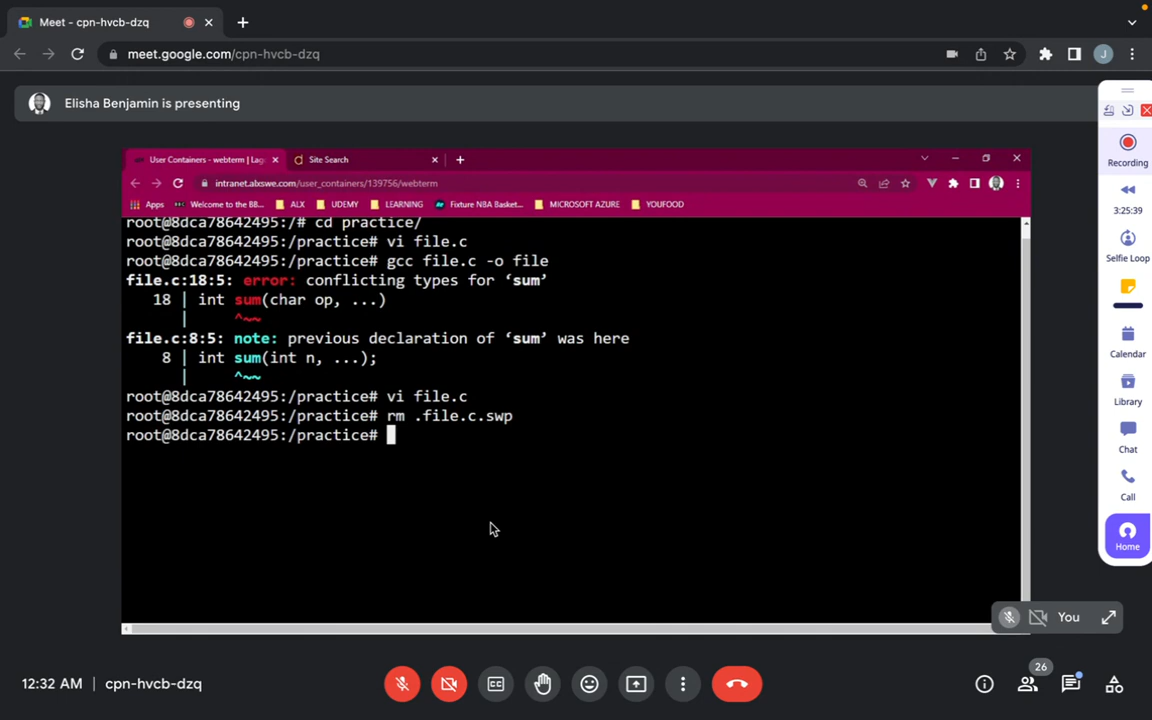 Meet - cpn-hvcb-dzq
meet.google.com/cpn-hvcb-dzq
J
Elisha Benjamin is presenting
User Containers - webterm | Lag
Site Search
intranet.alxswe.com/user_containers/139756/webterm
Apps
Welcome to the BB...
ALX
UDEMY
LEARNING
Fixture NBA Basket...
MICROSOFT AZURE
YOUFOOD
root@8dca78642495:/# cd practice/
root@8dca78642495:/practice# vi file.c
root@8dca78642495:/practice# gcc file.c -o file
file.c:18:5: error: conflicting types for ‘sum’
18 | int sum(char op, ...)
| ^~~
file.c:8:5: note: previous declaration of ‘sum’ was here
8 | int sum(int n, ...);
| ^~~
root@8dca78642495:/practice# vi file.c
root@8dca78642495:/practice# rm .file.c.swp
root@8dca78642495:/practice#
You
Recording
3:25:39
Selfie Loop
Calendar
Library
Chat
Call
Home
12:32 AM | cpn-hvcb-dzq
26